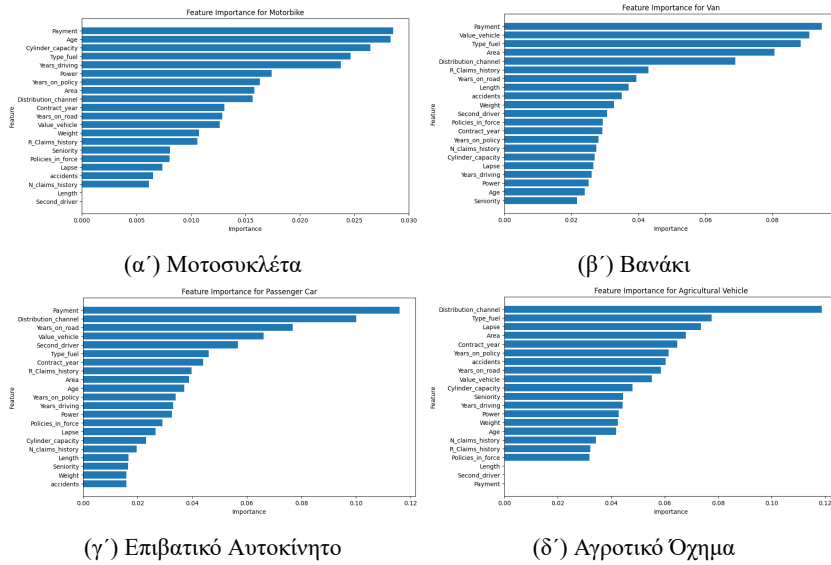 Feature Importance for Motorbike
Feature
Payment
Age
Cylinder_capacity
Type_fuel
Years_driving
Power
Years_on_policy
Area
Distribution_channel
Contract_year
Years_on_road
Value_vehicle
Weight
R_Claims_history
Seniority
Policies_in_force
Lapse
accidents
N_claims_history
Length
Second_driver
0.000 0.005 0.010 0.015 0.020 0.025 0.030
Importance
(α΄) Μοτοσυκλέτα
Feature Importance for Van
Feature
Payment
Value_vehicle
Type_fuel
Area
Distribution_channel
R_Claims_history
Years_on_road
Length
accidents
Weight
Second_driver
Policies_in_force
Contract_year
Years_on_policy
N_claims_history
Cylinder_capacity
Lapse
Years_driving
Power
Age
Seniority
0.00 0.02 0.04 0.06 0.08
Importance
(β΄) Βανάκι
Feature Importance for Passenger Car
Feature
Payment
Distribution_channel
Years_on_road
Value_vehicle
Second_driver
Type_fuel
Contract_year
R_Claims_history
Area
Age
Years_on_policy
Years_driving
Power
Policies_in_force
Lapse
Cylinder_capacity
N_claims_history
Length
Seniority
Weight
accidents
0.00 0.02 0.04 0.06 0.08 0.10 0.12
Importance
(γ΄) Επιβατικό Αυτοκίνητο
Feature Importance for Agricultural Vehicle
Feature
Distribution_channel
Type_fuel
Lapse
Area
Contract_year
Years_on_policy
accidents
Years_on_road
Value_vehicle
Cylinder_capacity
Seniority
Years_driving
Power
Weight
Age
N_claims_history
R_Claims_history
Policies_in_force
Length
Second_driver
Payment
0.00 0.02 0.04 0.06 0.08 0.10 0.12
Importance
(δ΄) Αγροτικό Όχημα